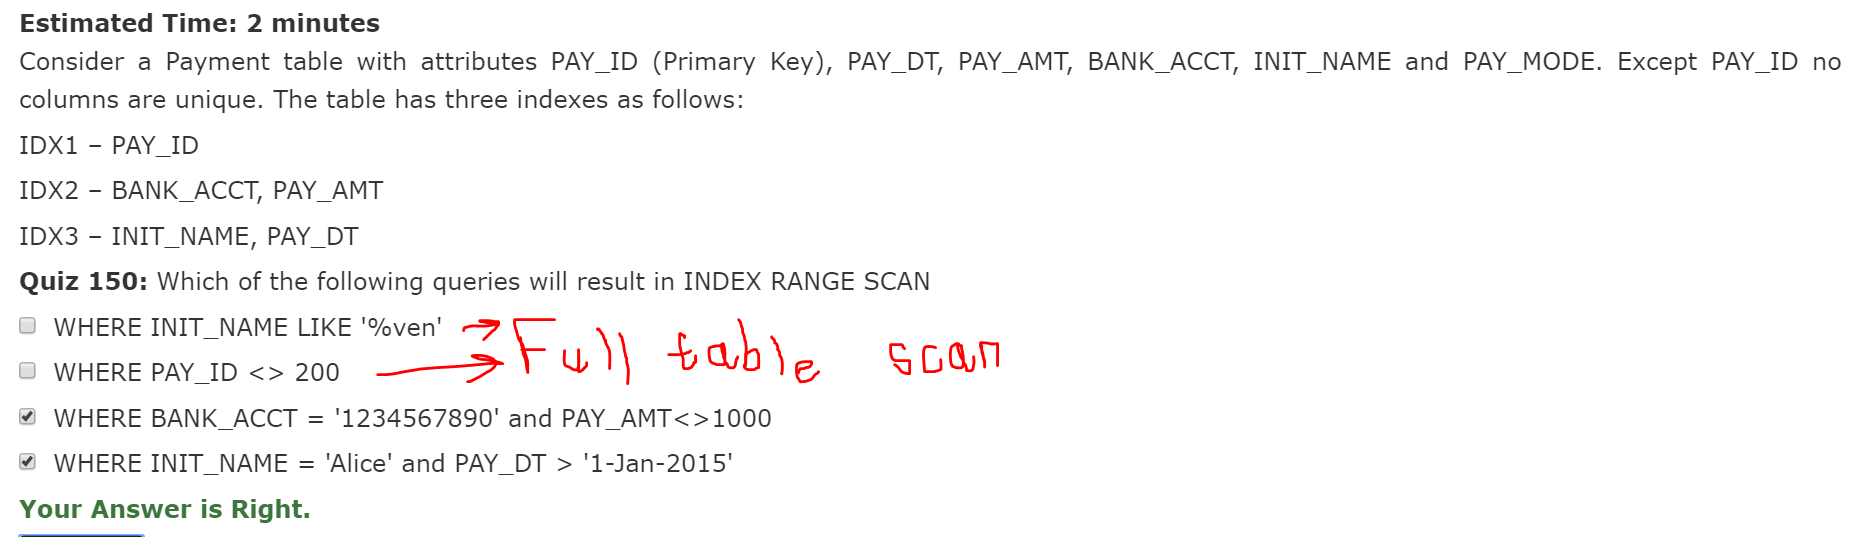 Estimated Time: 2 minutes
Consider a Payment table with attributes PAY_ID (Primary Key), PAY_DT, PAY_AMT, BANK_ACCT, INIT_NAME and PAY_MODE. Except PAY_ID no
columns are unique. The table has three indexes as follows:
IDX1 – PAY_ID
IDX2 – BANK_ACCT, PAY_AMT
IDX3 – INIT_NAME, PAY_DT
Quiz 150: Which of the following queries will result in INDEX RANGE SCAN
WHERE INIT_NAME LIKE '%ven'
Full table scan
WHERE PAY_ID <> 200
WHERE BANK_ACCT = '1234567890' and PAY_AMT<>1000
WHERE INIT_NAME = 'Alice' and PAY_DT > '1-Jan-2015'
Your Answer is Right.